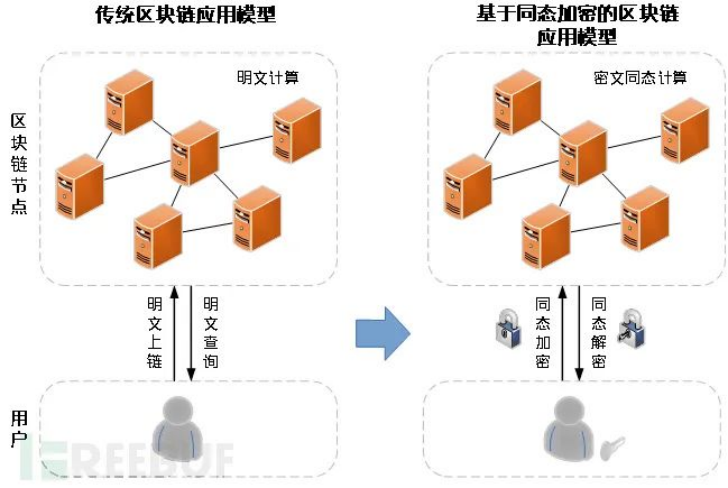 传统区块链应用模型
基于同态加密的区块链
应用模型
明文计算
密文同态计算
区块链节点
明文上链
明文查询
同态加密
同态解密
用户
REEBUF